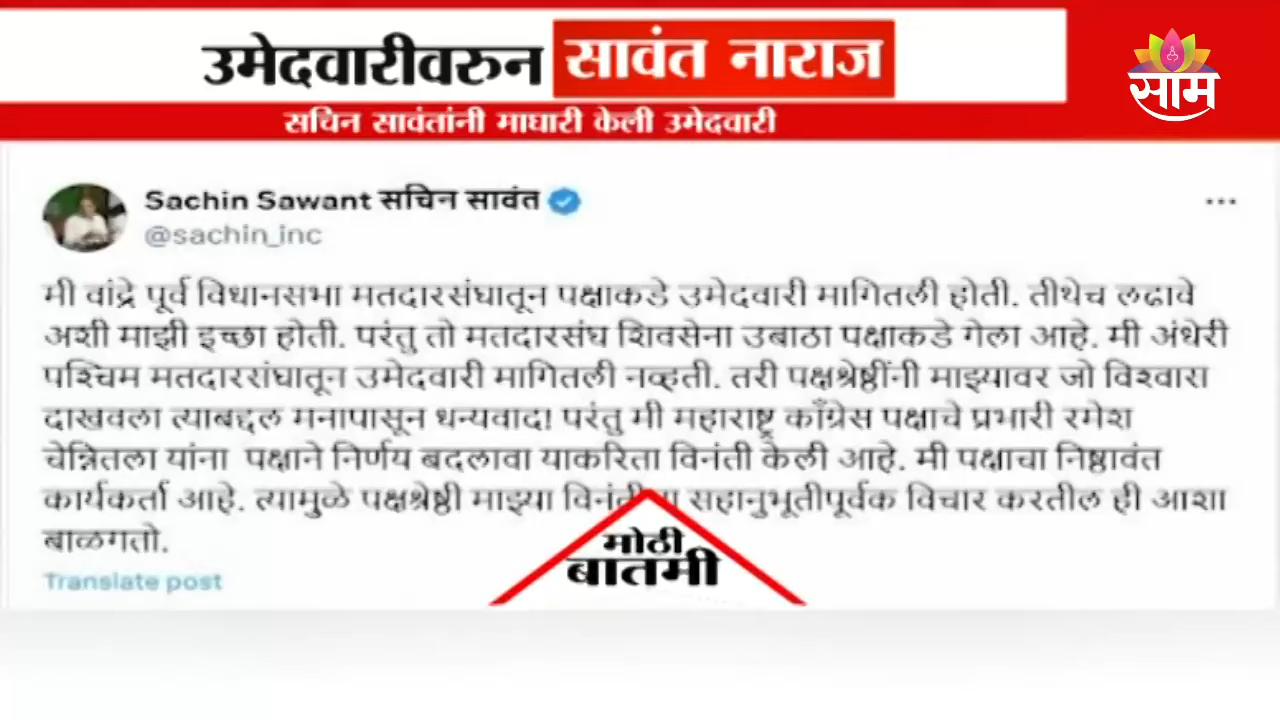 उमेदवारीवरुन सावंत नाराज
साम
सचिन सावंतांनी माघारी केली उमेदवारी
Sachin Sawant सचिन सावंत
@sachin_inc
मी वांद्रे पूर्व विधानसभा मतदारसंघातून पक्षाकडे उमेदवारी मागितली होती. तीथेच लढावे
अशी माझी इच्छा होती. परंतु तो मतदारसंघ शिवसेना उबाठा पक्षाकडे गेला आहे. मी अंधेरी
पश्चिम मतदारसंघातून उमेदवारी मागितली नव्हती. तरी पक्षश्रेष्ठींनी माझ्यावर जो विश्वास
दाखवला त्याबद्दल मनापासून धन्यवाद! परंतु मी महाराष्ट्र काँग्रेस पक्षाचे प्रभारी रमेश
चेन्नितला यांना पक्षाने निर्णय बदलावा याकरिता विनंती केली आहे. मी पक्षाचा निष्ठावंत
कार्यकर्ता आहे. त्यामुळे पक्षश्रेष्ठी माझ्या सहानुभूतीपूर्वक विचार करतील ही आशा
बाळगतो.
Translate post
मोठी
बातमी